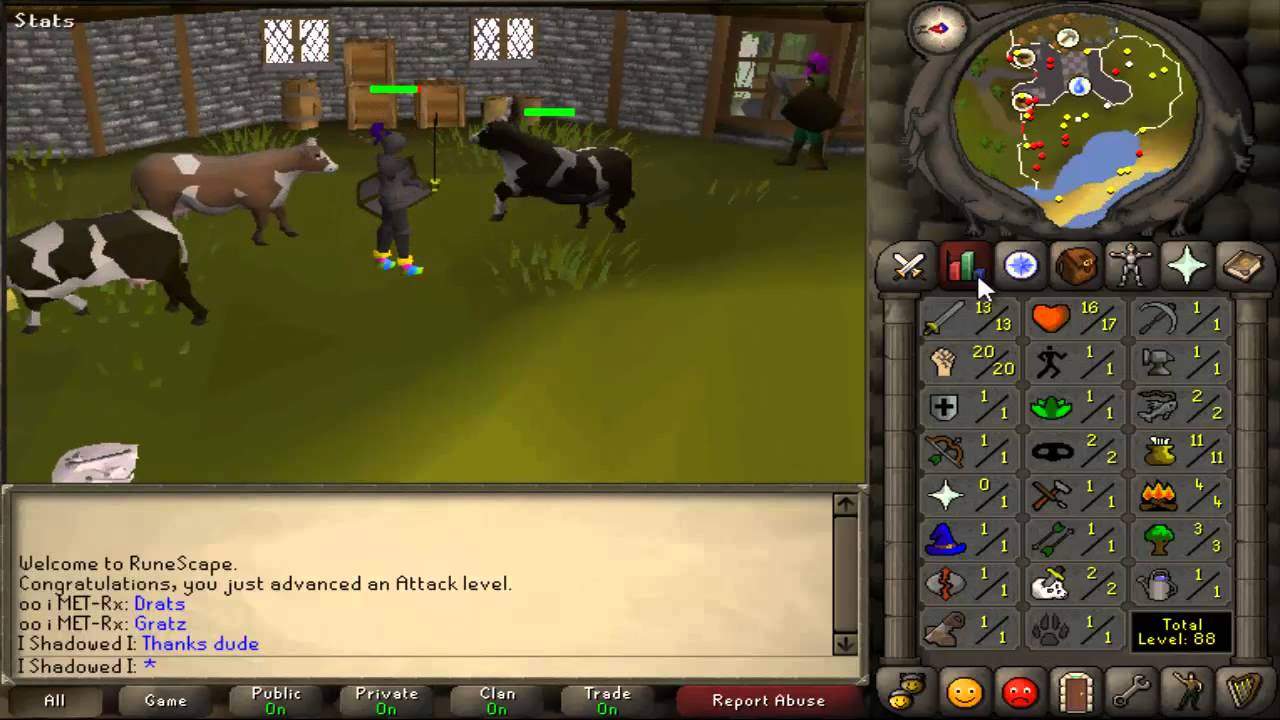 Stats
13/13
16/17
1/1
20/20
1/1
1/1
1/1
1/1
2/2
1/1
2/2
11/11
0/1
1/1
4/4
1/1
1/1
3/3
1/1
2/2
1/1
1/1
1/1
Total
Level: 88
Welcome to RuneScape.
Congratulations, you just advanced an Attack level.
oo i MET-Rx: Drats
oo i MET-Rx: Gratz
I Shadowed I: Thanks dude
I Shadowed I: *
All
Game
Public
On
Private
On
Clan
On
Trade
On
Report Abuse